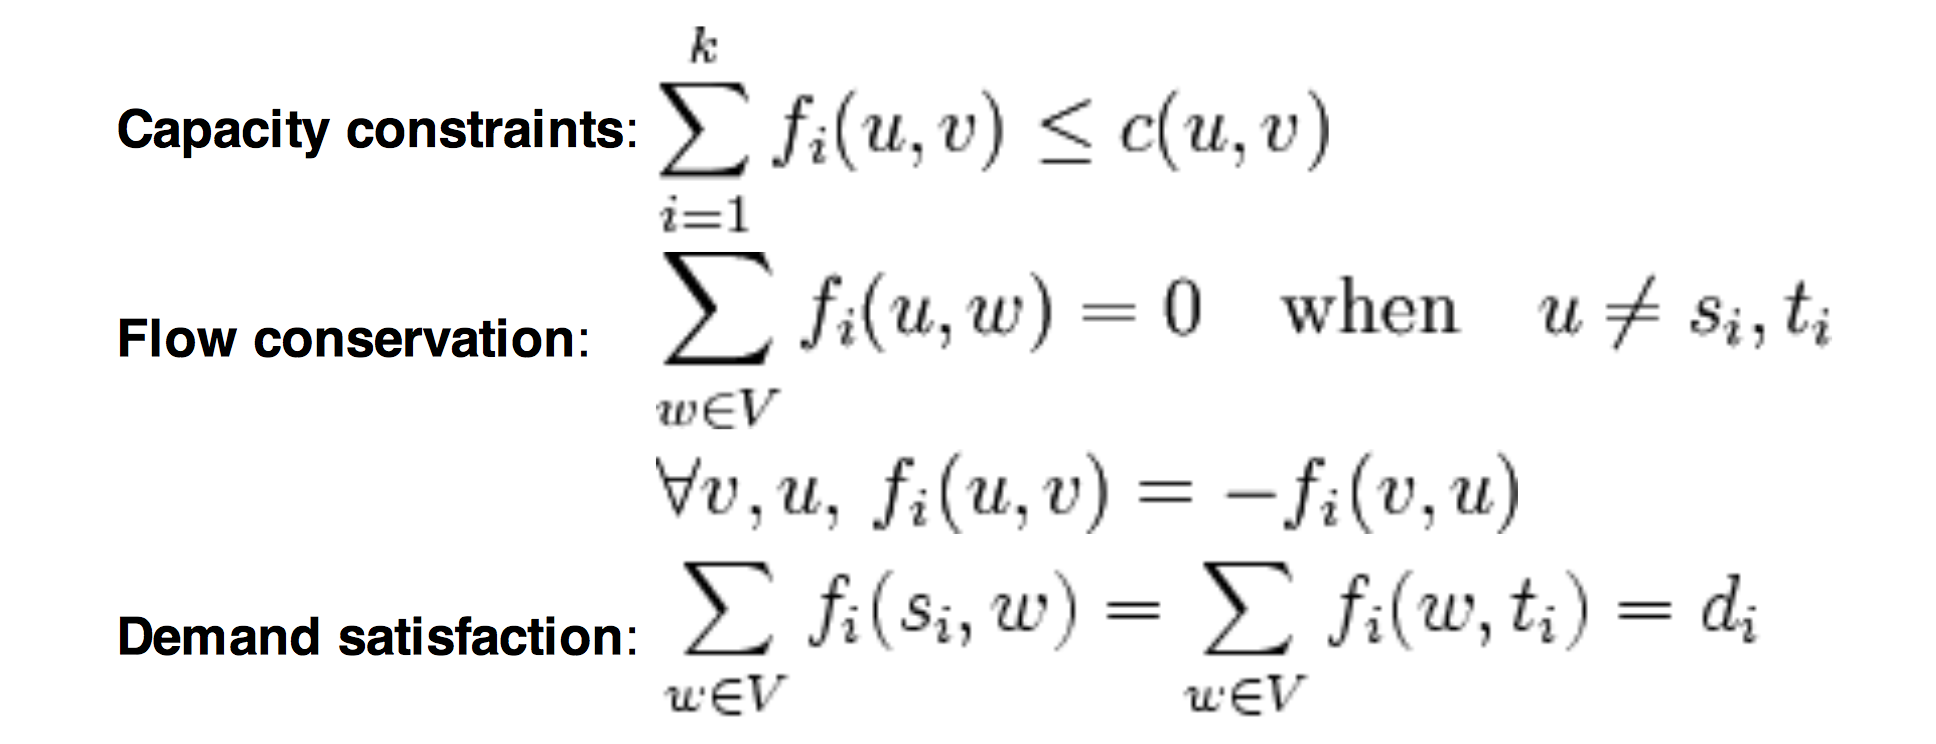 Capacity constraints: \sum_{i=1}^{k} f_i(u, v) \leq c(u, v)
Flow conservation: \sum_{w \in V} f_i(u, w) = 0 \quad \text{when} \quad u \neq s_i, t_i
\forall v, u, \, f_i(u, v) = -f_i(v, u)
Demand satisfaction: \sum_{w \in V} f_i(s_i, w) = \sum_{w \in V} f_i(w, t_i) = d_i